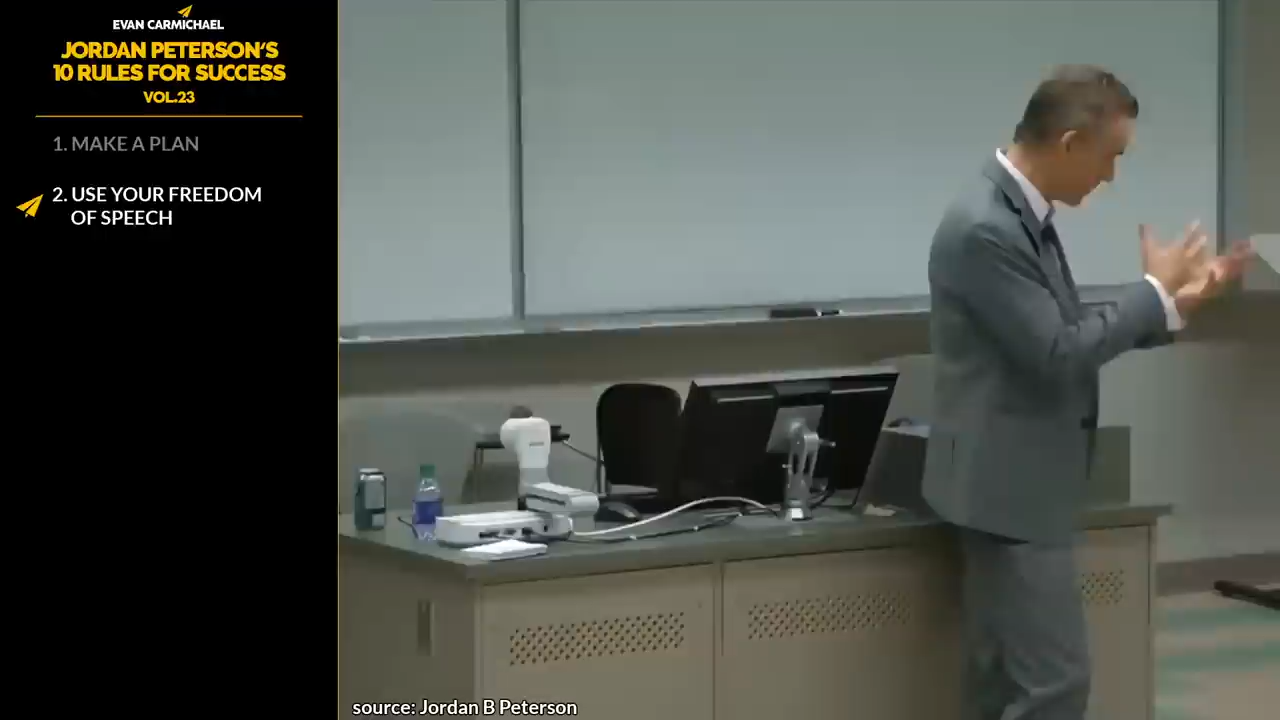 EVAN CARMICHAEL
JORDAN PETERSON'S
10 RULES FOR SUCCESS
VOL.23
1. MAKE A PLAN
2. USE YOUR FREEDOM
OF SPEECH
source: Jordan B Peterson